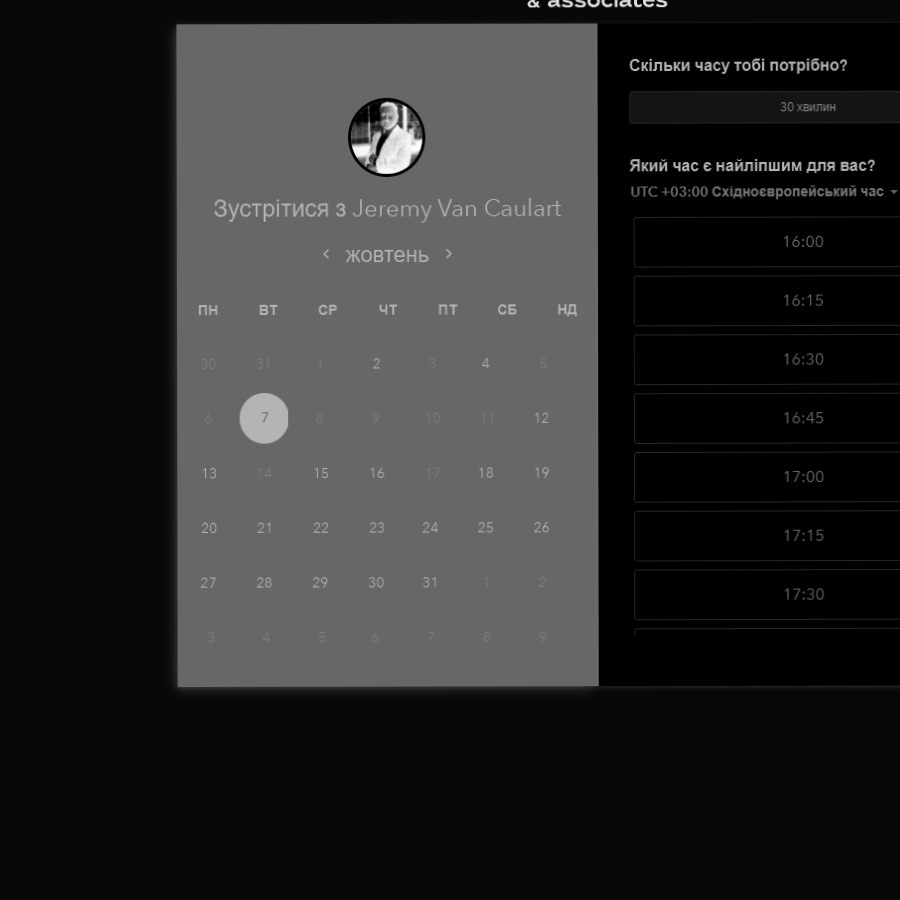 & associates
Зустрітися з Jeremy Van Caulart
‹ жовтень ›
ПН ВТ СР ЧТ ПТ СБ НД
30 31 1 2 3 4 5
6 7 8 9 10 11 12
13 14 15 16 17 18 19
20 21 22 23 24 25 26
27 28 29 30 31 1 2
3 4 5 6 7 8 9
Скільки часу тобі потрібно?
30 хвилин
Який час є найліпшим для вас?
UTC +03:00 Східноєвропейський час
16:00
16:15
16:30
16:45
17:00
17:15
17:30